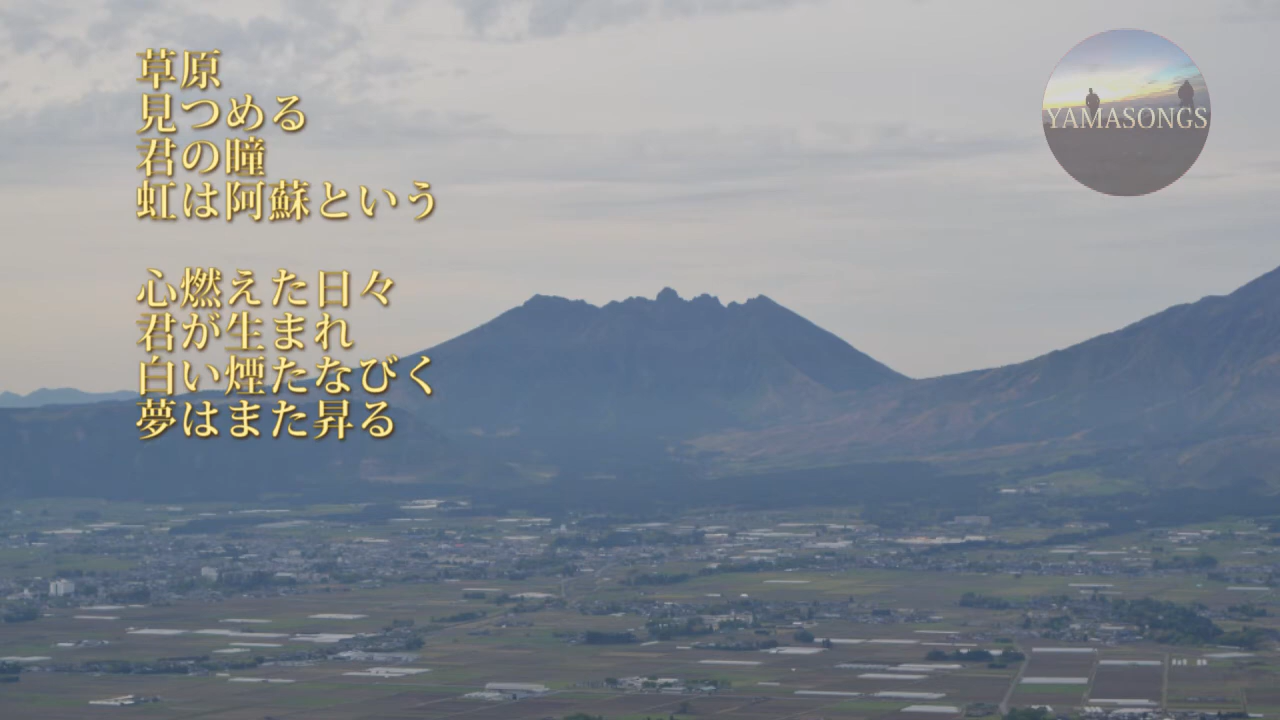 草原
見つめる
君の瞳
虹は阿蘇という
心燃えた日々
君が生まれ
白い煙たなびく
夢はまた昇る
YAMASONGS